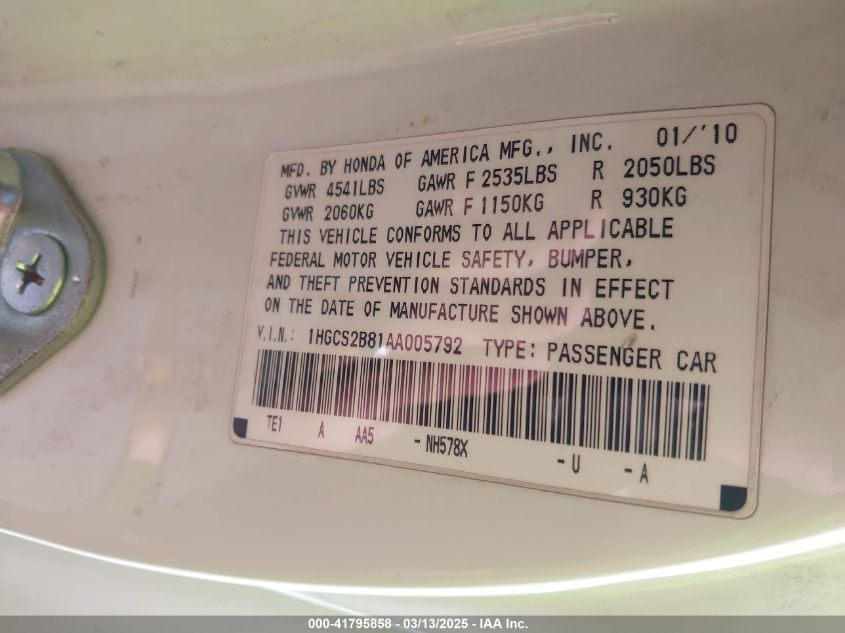 MFD. BY HONDA OF AMERICA MFG., INC. 01/'10
GVWR 4541LBS GAWR F 2535LBS R 2050LBS
GVWR 2060KG GAWR F 1150KG R 930KG
THIS VEHICLE CONFORMS TO ALL APPLICABLE
FEDERAL MOTOR VEHICLE SAFETY, BUMPER,
AND THEFT PREVENTION STANDARDS IN EFFECT
ON THE DATE OF MANUFACTURE SHOWN ABOVE.
V.I.N.: 1HGCS2B81AA005792 TYPE: PASSENGER CAR
TE1 A AA5 - NH578X - U - A
000-41795858 - 03/13/2025 - IAA Inc.